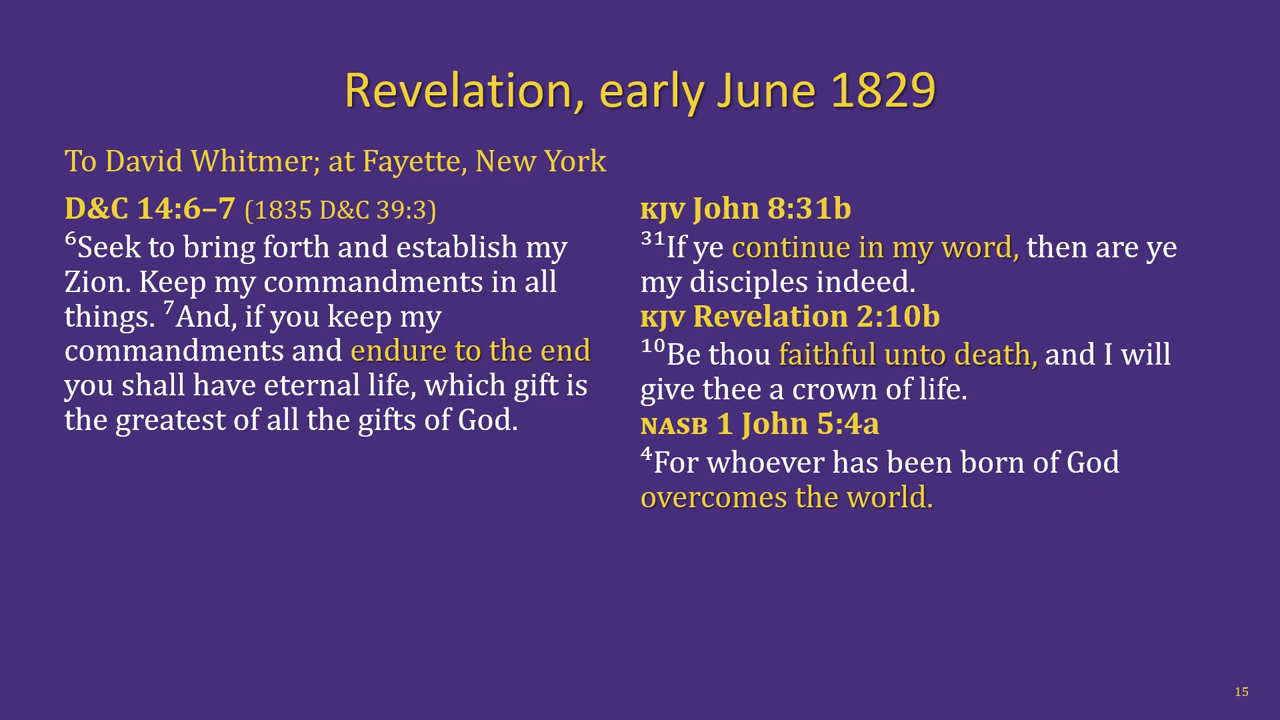 Revelation, early June 1829
To David Whitmer; at Fayette, New York
D&C 14:6–7 (1835 D&C 39:3)
⁶Seek to bring forth and establish my
Zion. Keep my commandments in all
things. ⁷And, if you keep my
commandments and endure to the end
you shall have eternal life, which gift is
the greatest of all the gifts of God.
KJV John 8:31b
³¹If ye continue in my word, then are ye
my disciples indeed.
KJV Revelation 2:10b
¹⁰Be thou faithful unto death, and I will
give thee a crown of life.
NASB 1 John 5:4a
⁴For whoever has been born of God
overcomes the world.
15